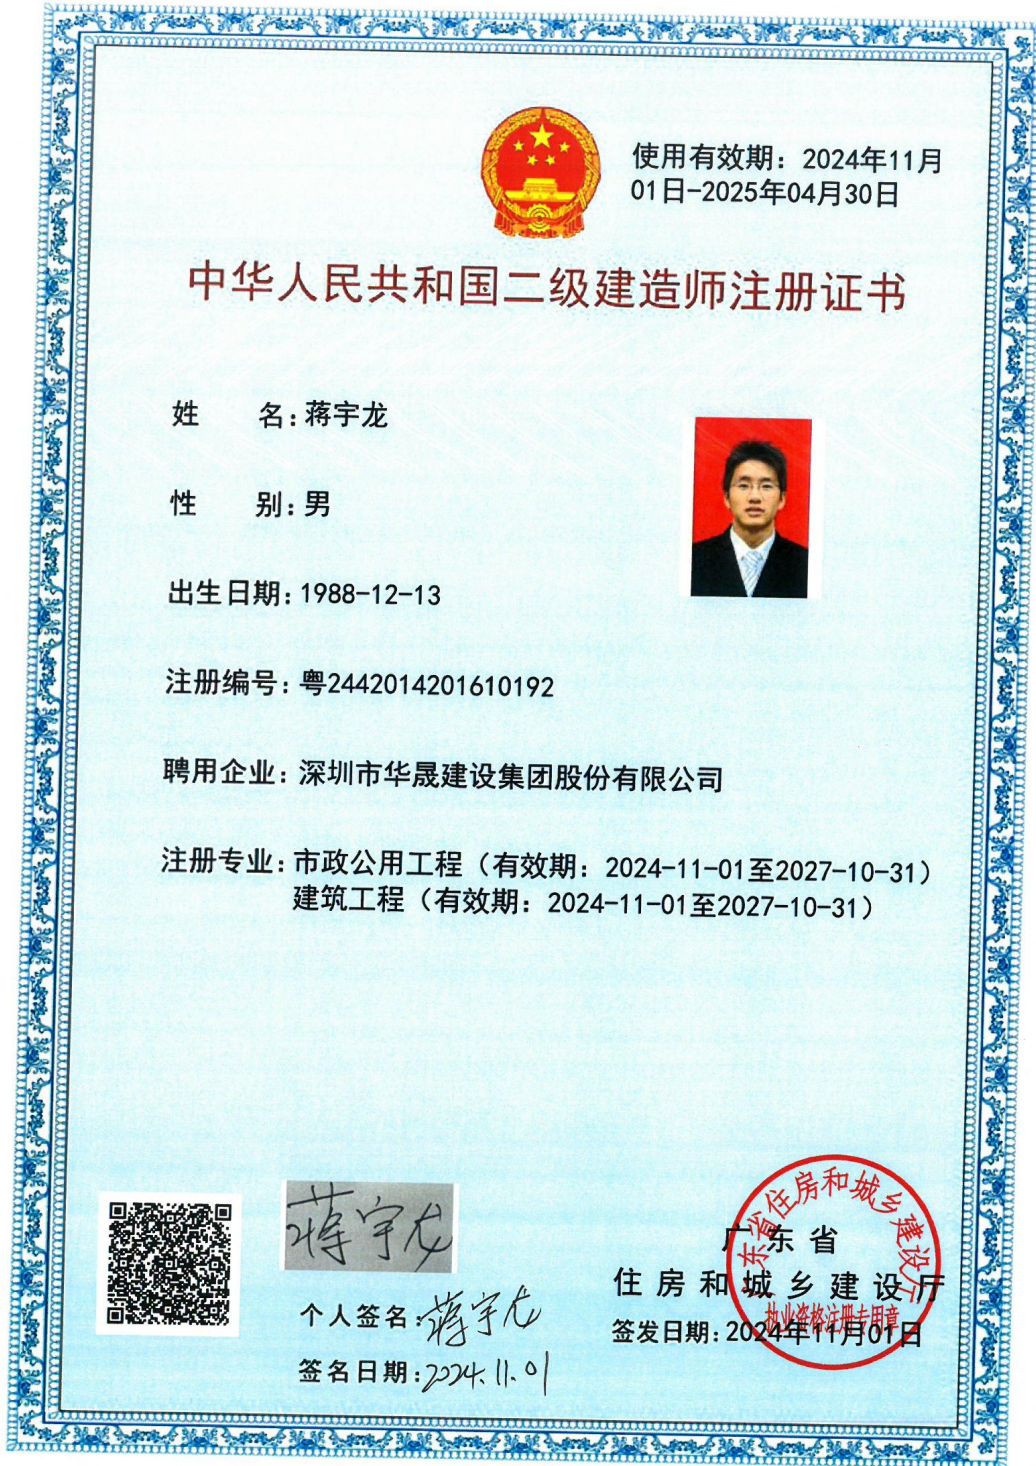 使用有效期：2024年11月
01日-2025年04月30日
中华人民共和国二级建造师注册证书
姓 名：蒋宇龙
性 别：男
出生日期：1988-12-13
注册编号：粤2442014201610192
聘用企业：深圳市华晟建设集团股份有限公司
注册专业：市政公用工程（有效期：2024-11-01至2027-10-31）
建筑工程（有效期：2024-11-01至2027-10-31）
蒋宇龙
个人签名：蒋宇龙
签名日期：2024.11.01
广东省
住房和城乡建设厅
签发日期：2024年11月01日
广东省住房和城乡建设厅
执业资格注册专用章